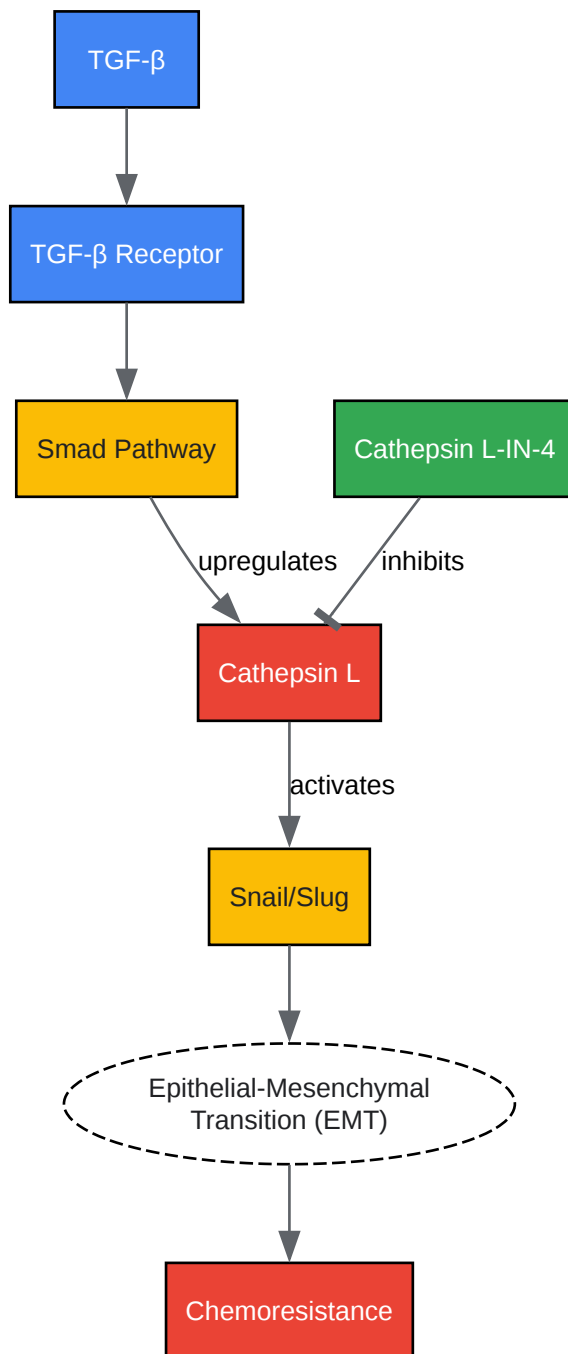 TGF-β
TGF-β Receptor
Smad Pathway
Cathepsin L-IN-4
upregulates
inhibits
Cathepsin L
activates
Snail/Slug
Epithelial-Mesenchymal
Transition (EMT)
Chemoresistance